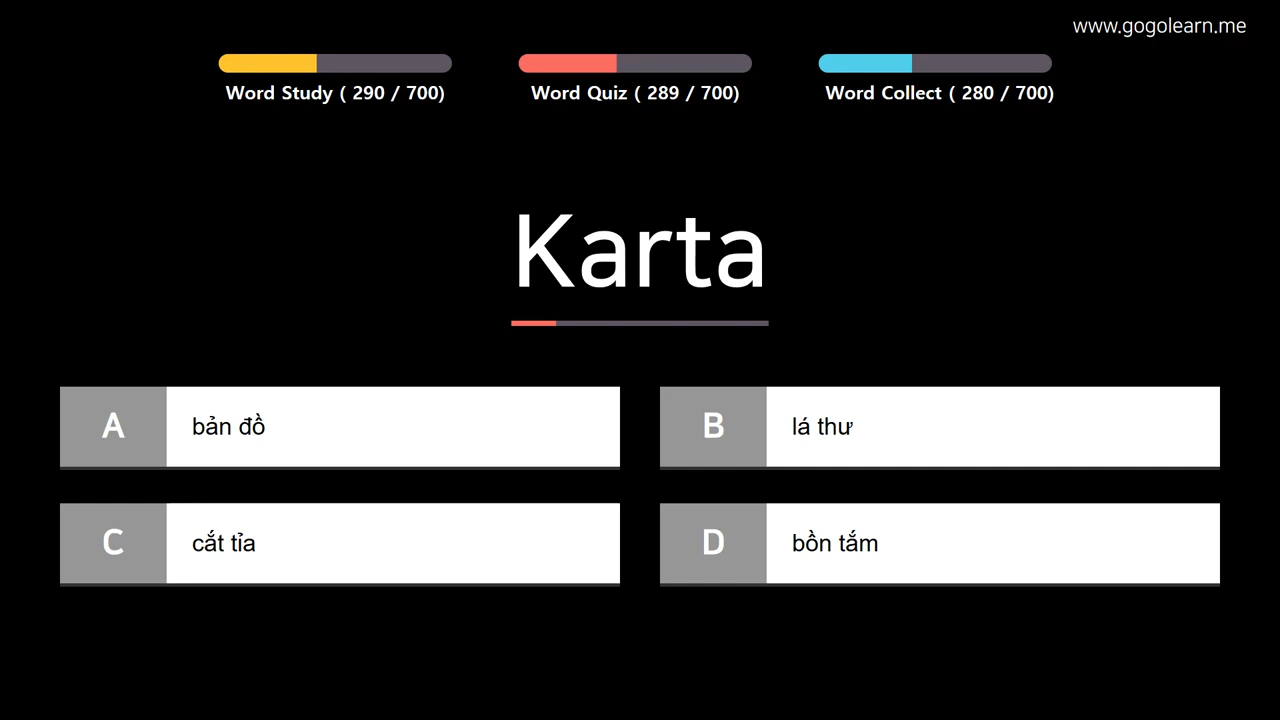 www.gogolearn.me
Word Study ( 290 / 700)
Word Quiz ( 289 / 700)
Word Collect ( 280 / 700)
Karta
A
bản đồ
B
lá thư
C
cắt tỉa
D
bồn tắm